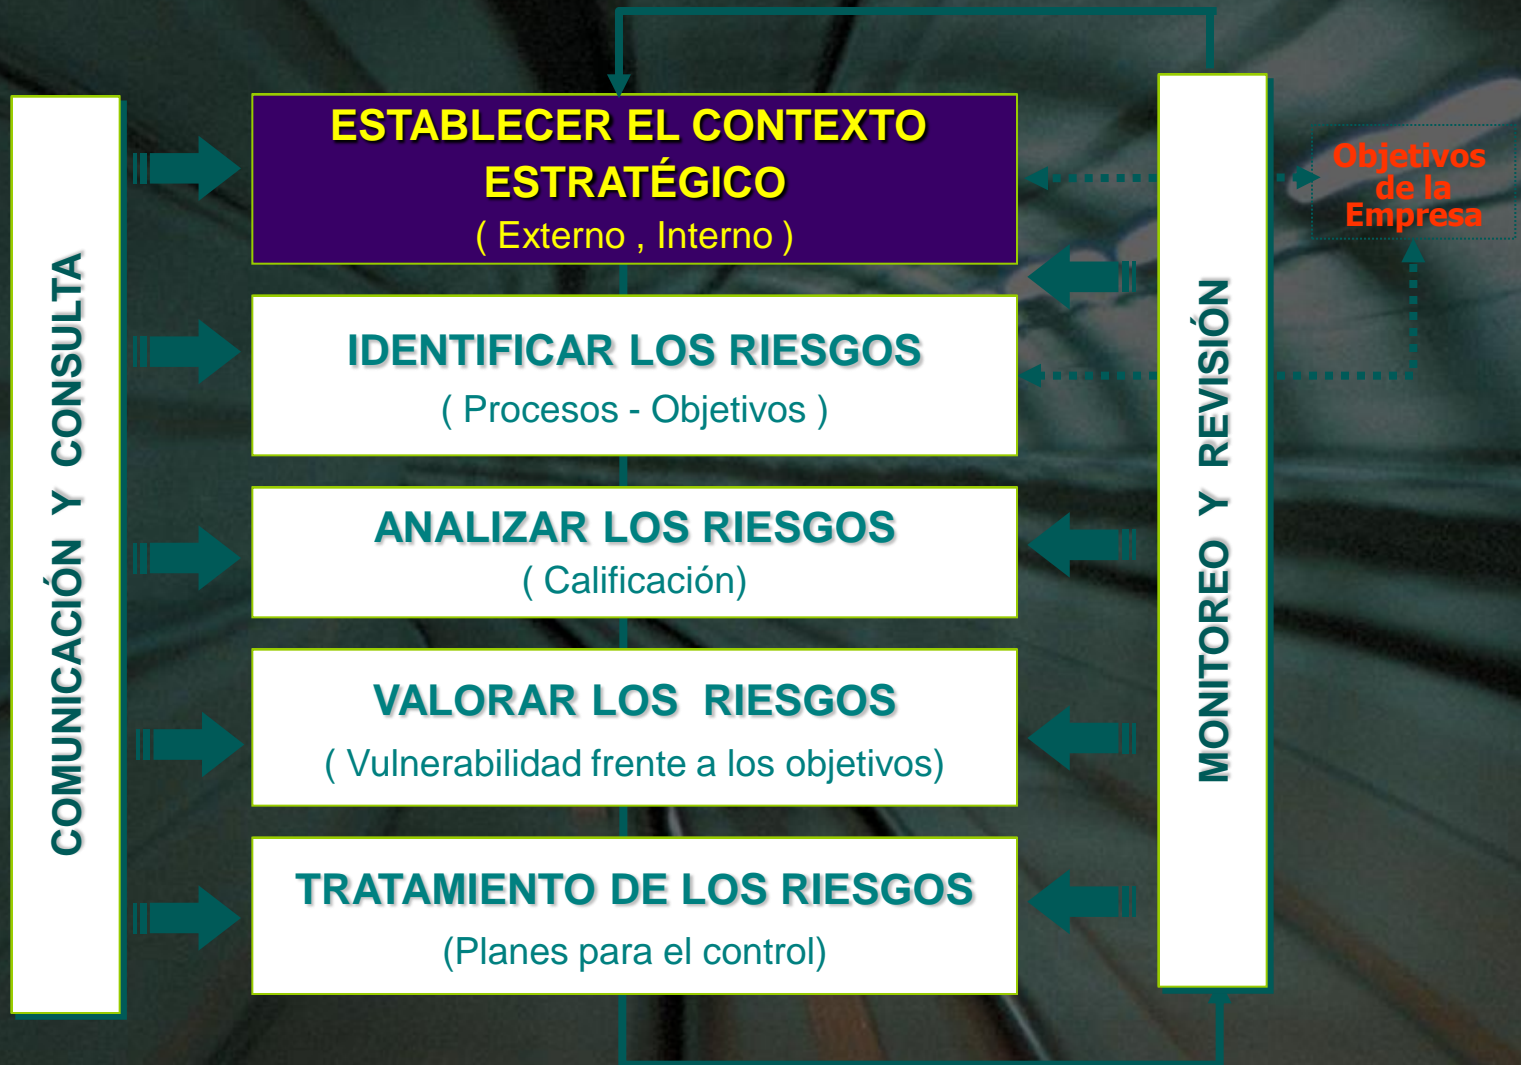 ESTABLECER EL CONTEXTO
ESTRATÉGICO
( Externo , Interno )
IDENTIFICAR LOS RIESGOS
( Procesos - Objetivos )
ANALIZAR LOS RIESGOS
( Calificación)
VALORAR LOS RIESGOS
( Vulnerabilidad frente a los objetivos)
TRATAMIENTO DE LOS RIESGOS
(Planes para el control)
COMUNICACIÓN Y CONSULTA
MONITOREO Y REVISIÓN
Objetivos
de la
Empresa